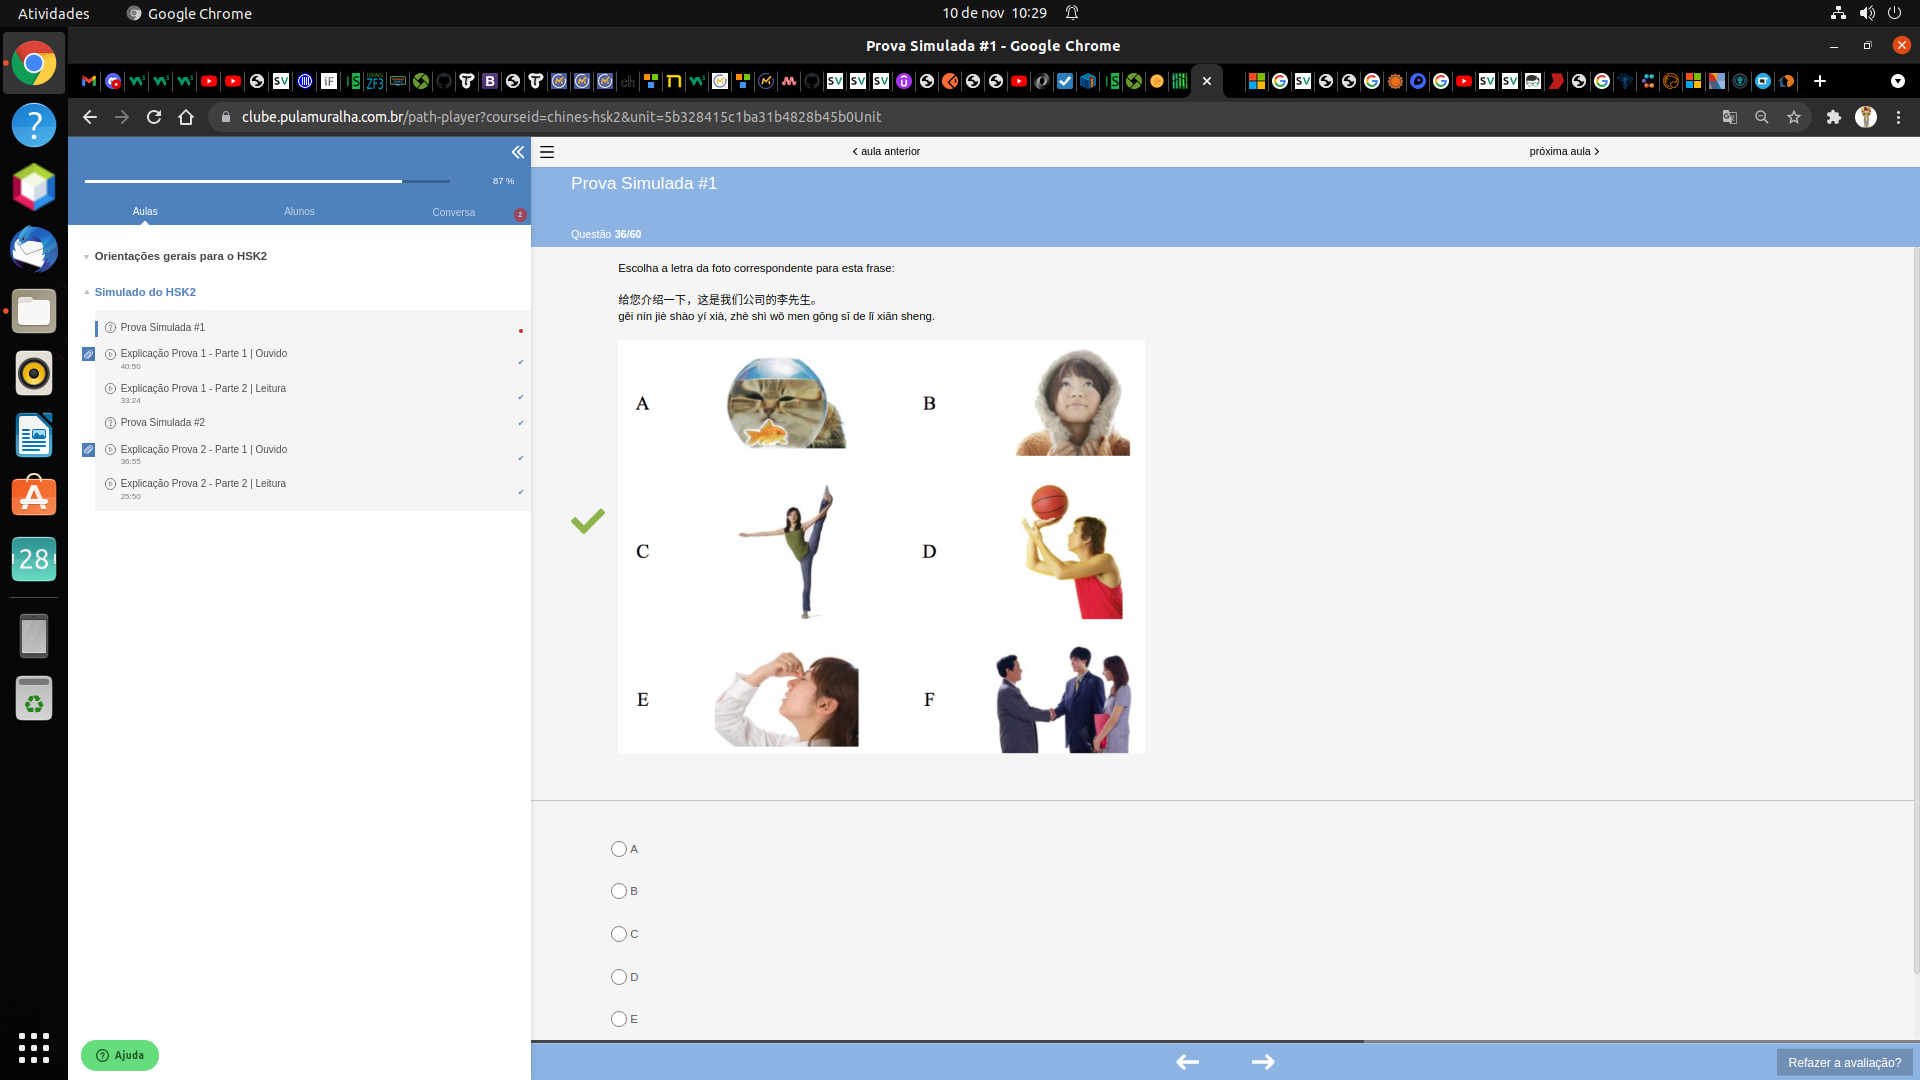 Atividades
Google Chrome
10 de nov 10:29
Prova Simulada #1 - Google Chrome
clube.pulamuralha.com.br/path-player?courseid=chines-hsk2&unit=5b328415c1ba31b4828b45b0Unit
87 %
Aulas
Alunos
Conversa
2
Orientações gerais para o HSK2
Simulado do HSK2
Prova Simulada #1
Explicação Prova 1 - Parte 1 | Ouvido
40:50
Explicação Prova 1 - Parte 2 | Leitura
33:24
Prova Simulada #2
Explicação Prova 2 - Parte 1 | Ouvido
36:55
Explicação Prova 2 - Parte 2 | Leitura
25:50
28
Ajuda
aula anterior
próxima aula
Prova Simulada #1
Questão 36/60
Escolha a letra da foto correspondente para esta frase:
给您介绍一下，这是我们公司的李先生。
gěi nín jiè shào yí xià, zhè shì wǒ men gōng sī de lǐ xiān sheng.
A
B
C
D
E
F
A
B
C
D
E
Refazer a avaliação?